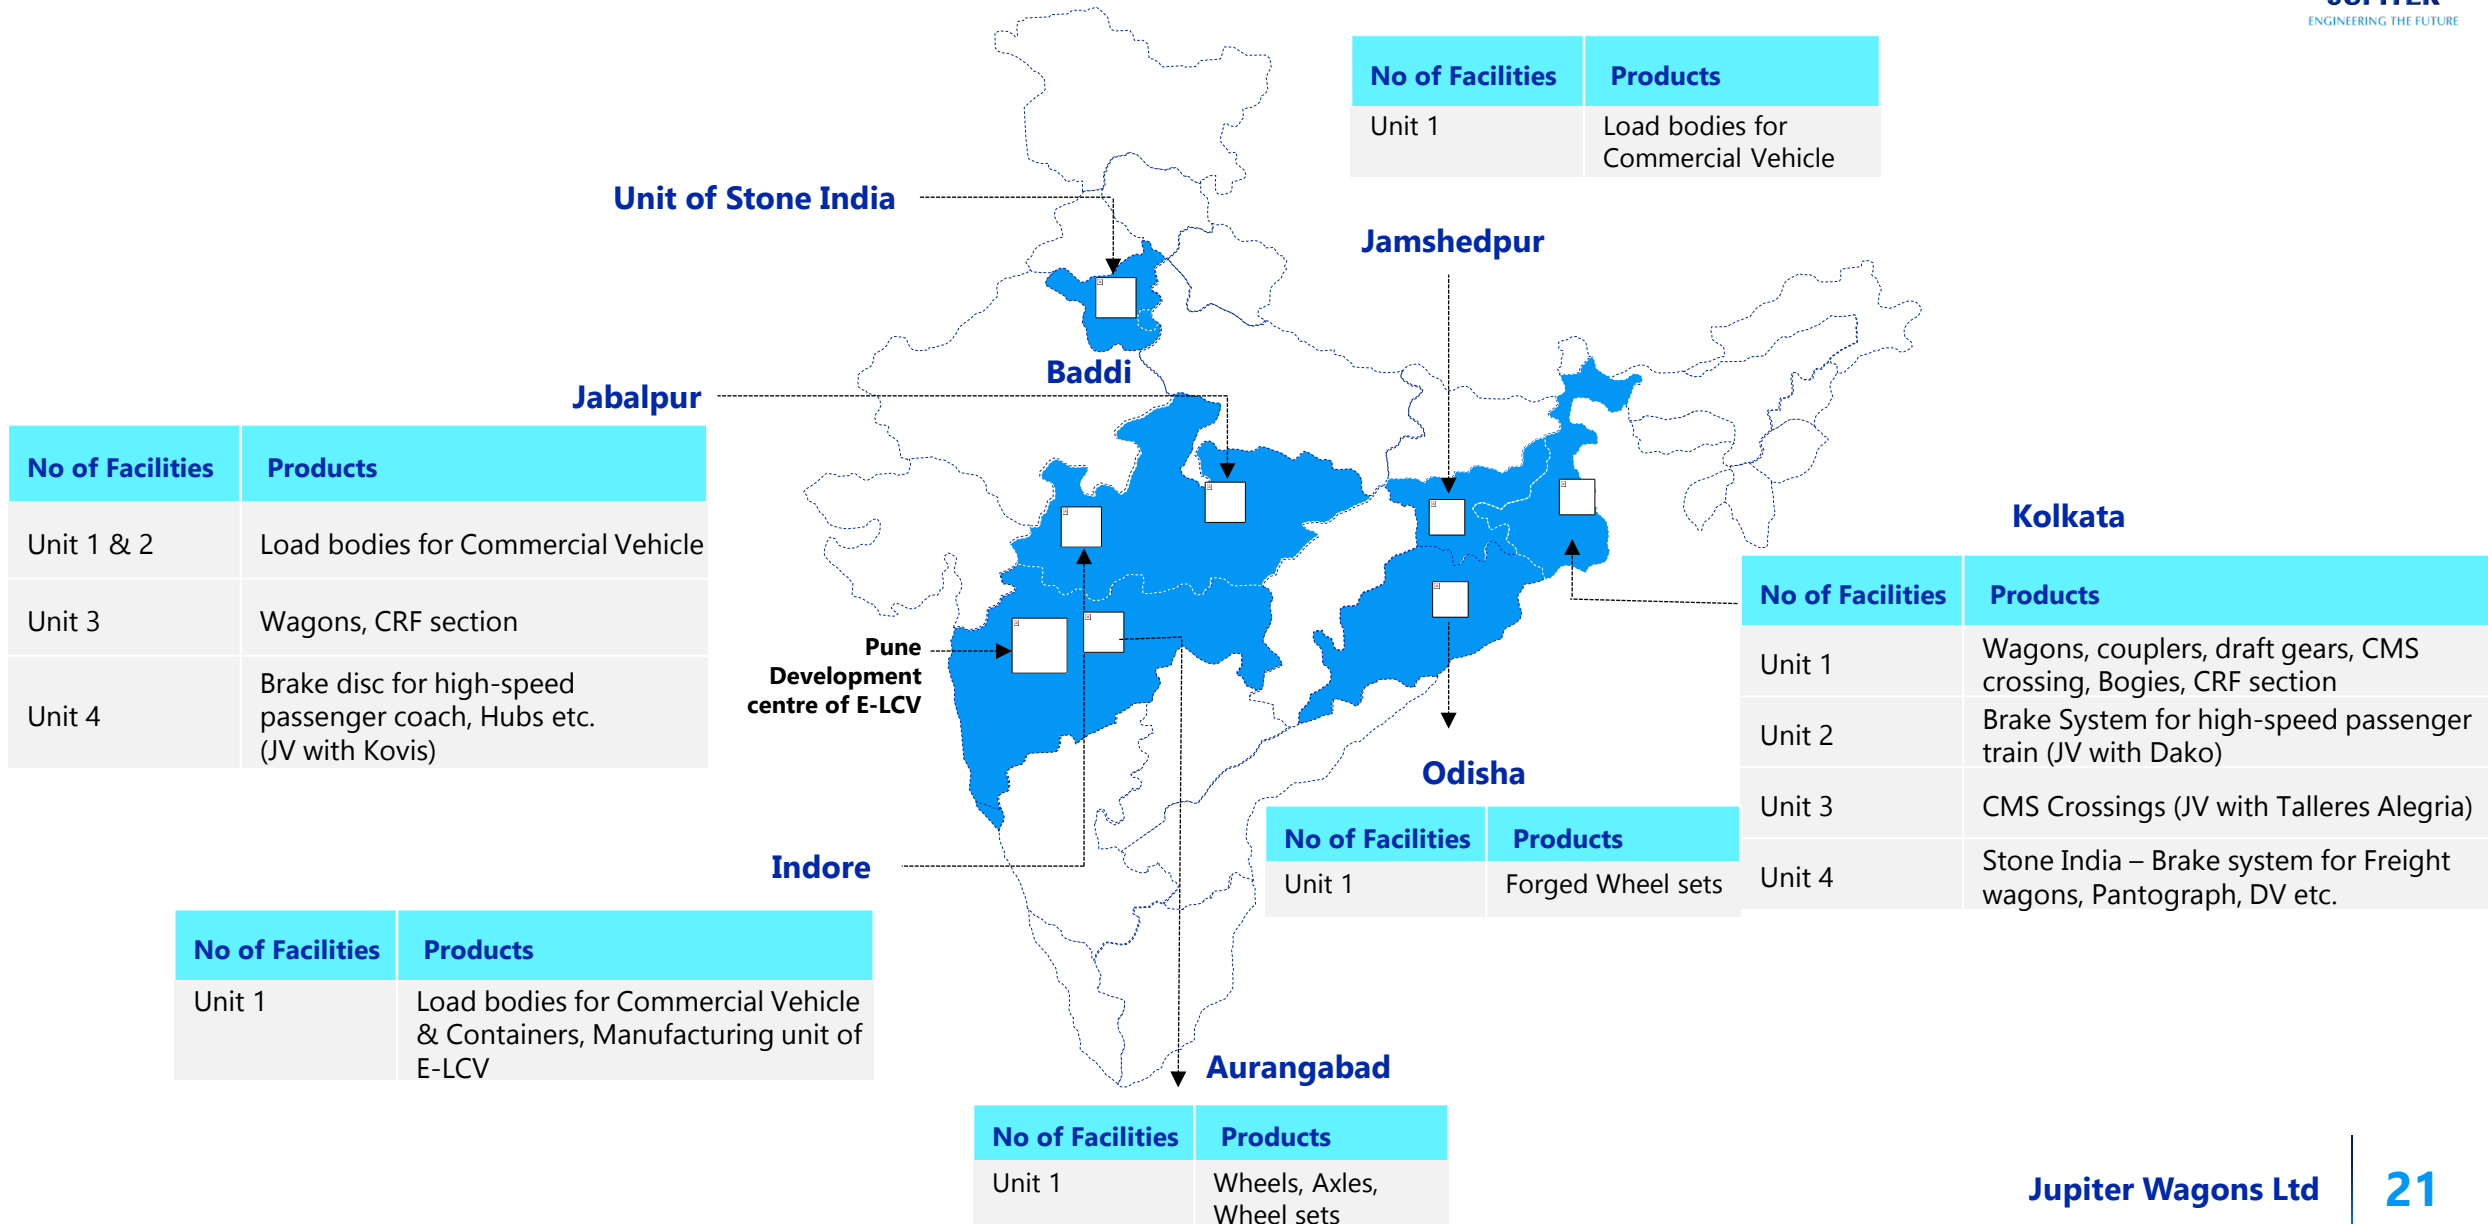 JUPITER
ENGINEERING THE FUTURE
No of Facilities Products
Unit 1 Load bodies for
Commercial Vehicle
Unit of Stone India
Jamshedpur
Baddi
Jabalpur
No of Facilities Products
Unit 1 & 2 Load bodies for Commercial Vehicle
Unit 3 Wagons, CRF section
Unit 4 Brake disc for high-speed
passenger coach, Hubs etc.
(JV with Kovis)
Kolkata
No of Facilities Products
Unit 1 Wagons, couplers, draft gears, CMS
crossing, Bogies, CRF section
Unit 2 Brake System for high-speed passenger
train (JV with Dako)
Unit 3 CMS Crossings (JV with Talleres Alegria)
Unit 4 Stone India – Brake system for Freight
wagons, Pantograph, DV etc.
Pune
Development
centre of E-LCV
Odisha
No of Facilities Products
Unit 1 Forged Wheel sets
Indore
No of Facilities Products
Unit 1 Load bodies for Commercial Vehicle
& Containers, Manufacturing unit of
E-LCV
Aurangabad
No of Facilities Products
Unit 1 Wheels, Axles,
Wheel sets
Jupiter Wagons Ltd 21